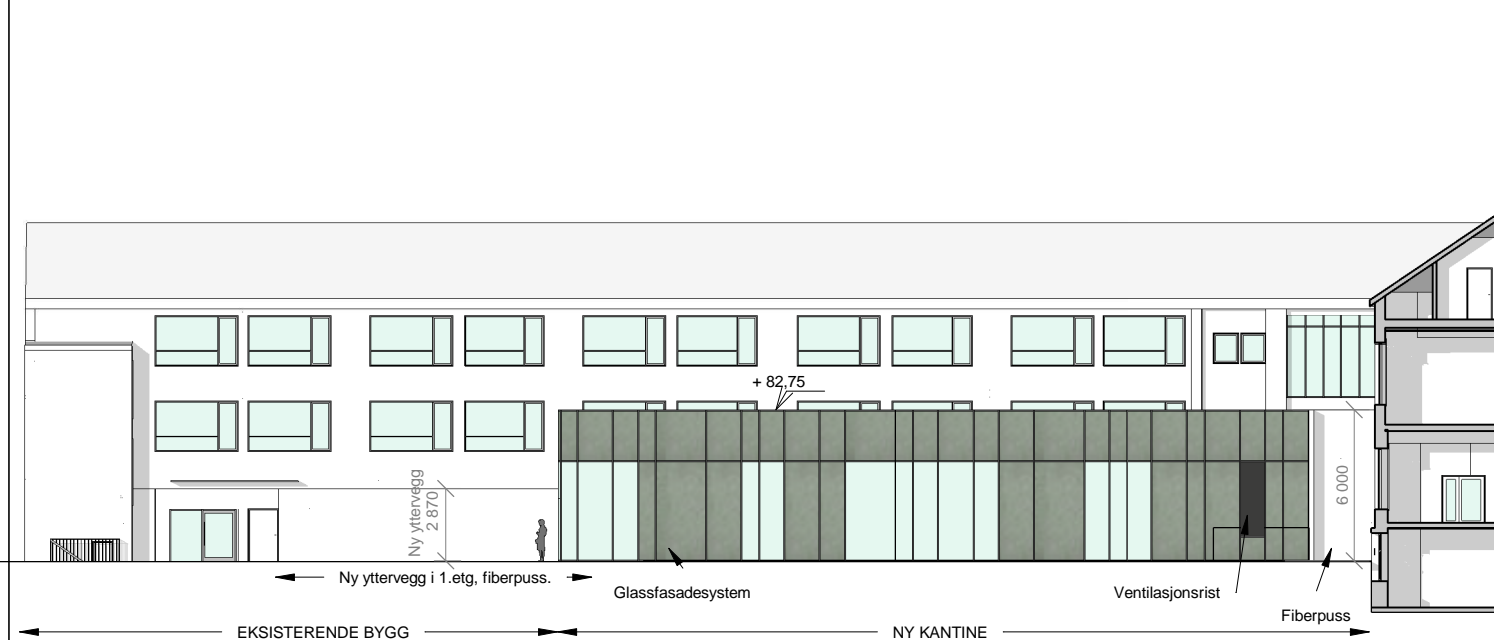 + 82,75
Ny yttervegg
2 870
6 000
Ny yttervegg i 1.etg, fiberpuss.
Glassfasadesystem
Ventilasjonsrist
Fiberpuss
EKSISTERENDE BYGG
NY KANTINE